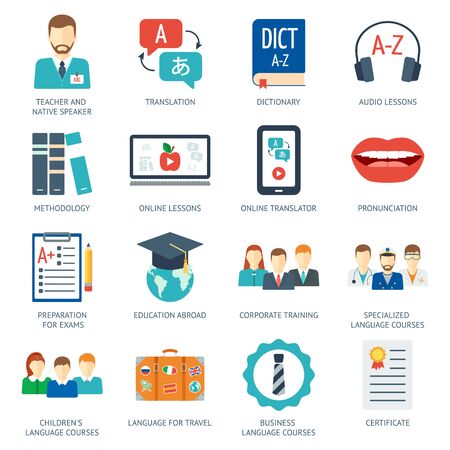 A
あ
DICT
A-Z
A-Z
TEACHER AND
NATIVE SPEAKER
TRANSLATION
DICTIONARY
AUDIO LESSONS
A
あ
METHODOLOGY
ONLINE LESSONS
ONLINE TRANSLATOR
PRONUNCIATION
A+
PREPARATION
FOR EXAMS
EDUCATION ABROAD
CORPORATE TRAINING
SPECIALIZED
LANGUAGE COURSES
CHILDREN'S
LANGUAGE COURSES
LANGUAGE FOR TRAVEL
BUSINESS
LANGUAGE COURSES
CERTIFICATE